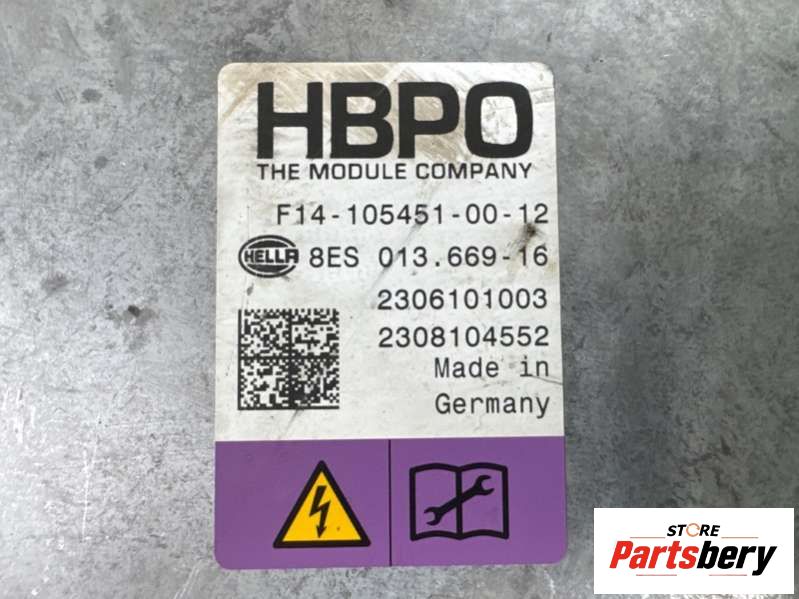 HBPO
THE MODULE COMPANY
F14-105451-00-12
HELLA 8ES 013.669-16
2306101003
2308104552
Made in
Germany
STORE
Partsbery